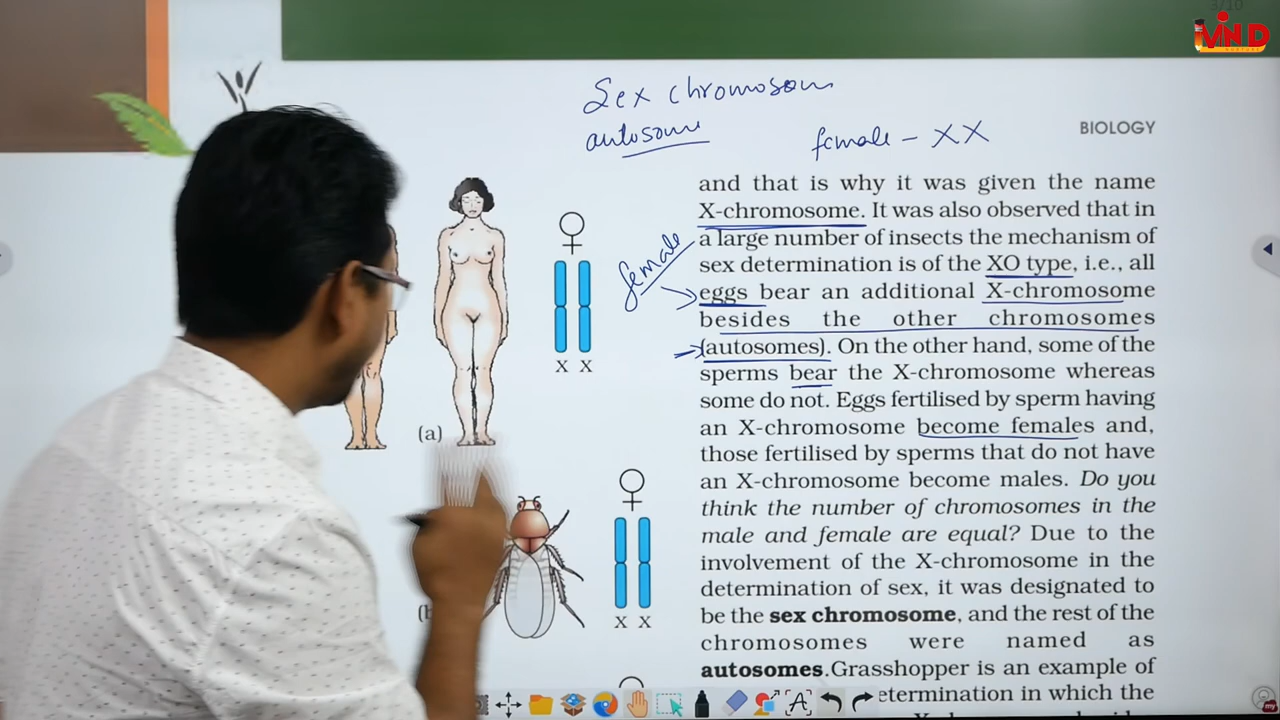 3/10
MIND
Sex chromosom
autosome
female - XX
BIOLOGY
female
and that is why it was given the name
X-chromosome. It was also observed that in
a large number of insects the mechanism of
sex determination is of the XO type, i.e., all
eggs bear an additional X-chromosome
besides the other chromosomes
(autosomes). On the other hand, some of the
sperms bear the X-chromosome whereas
some do not. Eggs fertilised by sperm having
an X-chromosome become females and,
those fertilised by sperms that do not have
an X-chromosome become males. Do you
think the number of chromosomes in the
male and female are equal? Due to the
involvement of the X-chromosome in the
determination of sex, it was designated to
be the sex chromosome, and the rest of the
chromosomes were named as
autosomes.Grasshopper is an example of
etermination in which the
X X
(a)
X X
(b
A
my